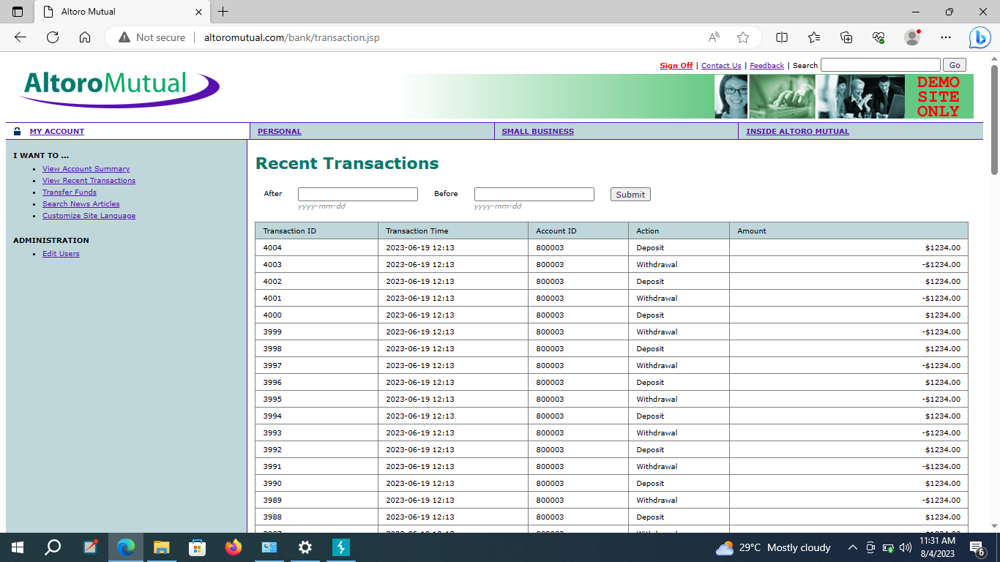 Altoro Mutual
Not secure | altoromutual.com/bank/transaction.jsp
Sign Off | Contact Us | Feedback | Search Go
AltoroMutual
DEMO
SITE
ONLY
MY ACCOUNT PERSONAL SMALL BUSINESS INSIDE ALTORO MUTUAL
I WANT TO ...
View Account Summary
View Recent Transactions
Transfer Funds
Search News Articles
Customize Site Language
ADMINISTRATION
Edit Users
Recent Transactions
After Before Submit
yyyy-mm-dd yyyy-mm-dd
Transaction ID Transaction Time Account ID Action Amount
4004 2023-06-19 12:13 800003 Deposit $1234.00
4003 2023-06-19 12:13 800003 Withdrawal -$1234.00
4002 2023-06-19 12:13 800003 Deposit $1234.00
4001 2023-06-19 12:13 800003 Withdrawal -$1234.00
4000 2023-06-19 12:13 800003 Deposit $1234.00
3999 2023-06-19 12:13 800003 Withdrawal -$1234.00
3998 2023-06-19 12:13 800003 Deposit $1234.00
3997 2023-06-19 12:13 800003 Withdrawal -$1234.00
3996 2023-06-19 12:13 800003 Deposit $1234.00
3995 2023-06-19 12:13 800003 Withdrawal -$1234.00
3994 2023-06-19 12:13 800003 Deposit $1234.00
3993 2023-06-19 12:13 800003 Withdrawal -$1234.00
3992 2023-06-19 12:13 800003 Deposit $1234.00
3991 2023-06-19 12:13 800003 Withdrawal -$1234.00
3990 2023-06-19 12:13 800003 Deposit $1234.00
3989 2023-06-19 12:13 800003 Withdrawal -$1234.00
3988 2023-06-19 12:13 800003 Deposit $1234.00
29°C Mostly cloudy
11:31 AM
8/4/2023
6